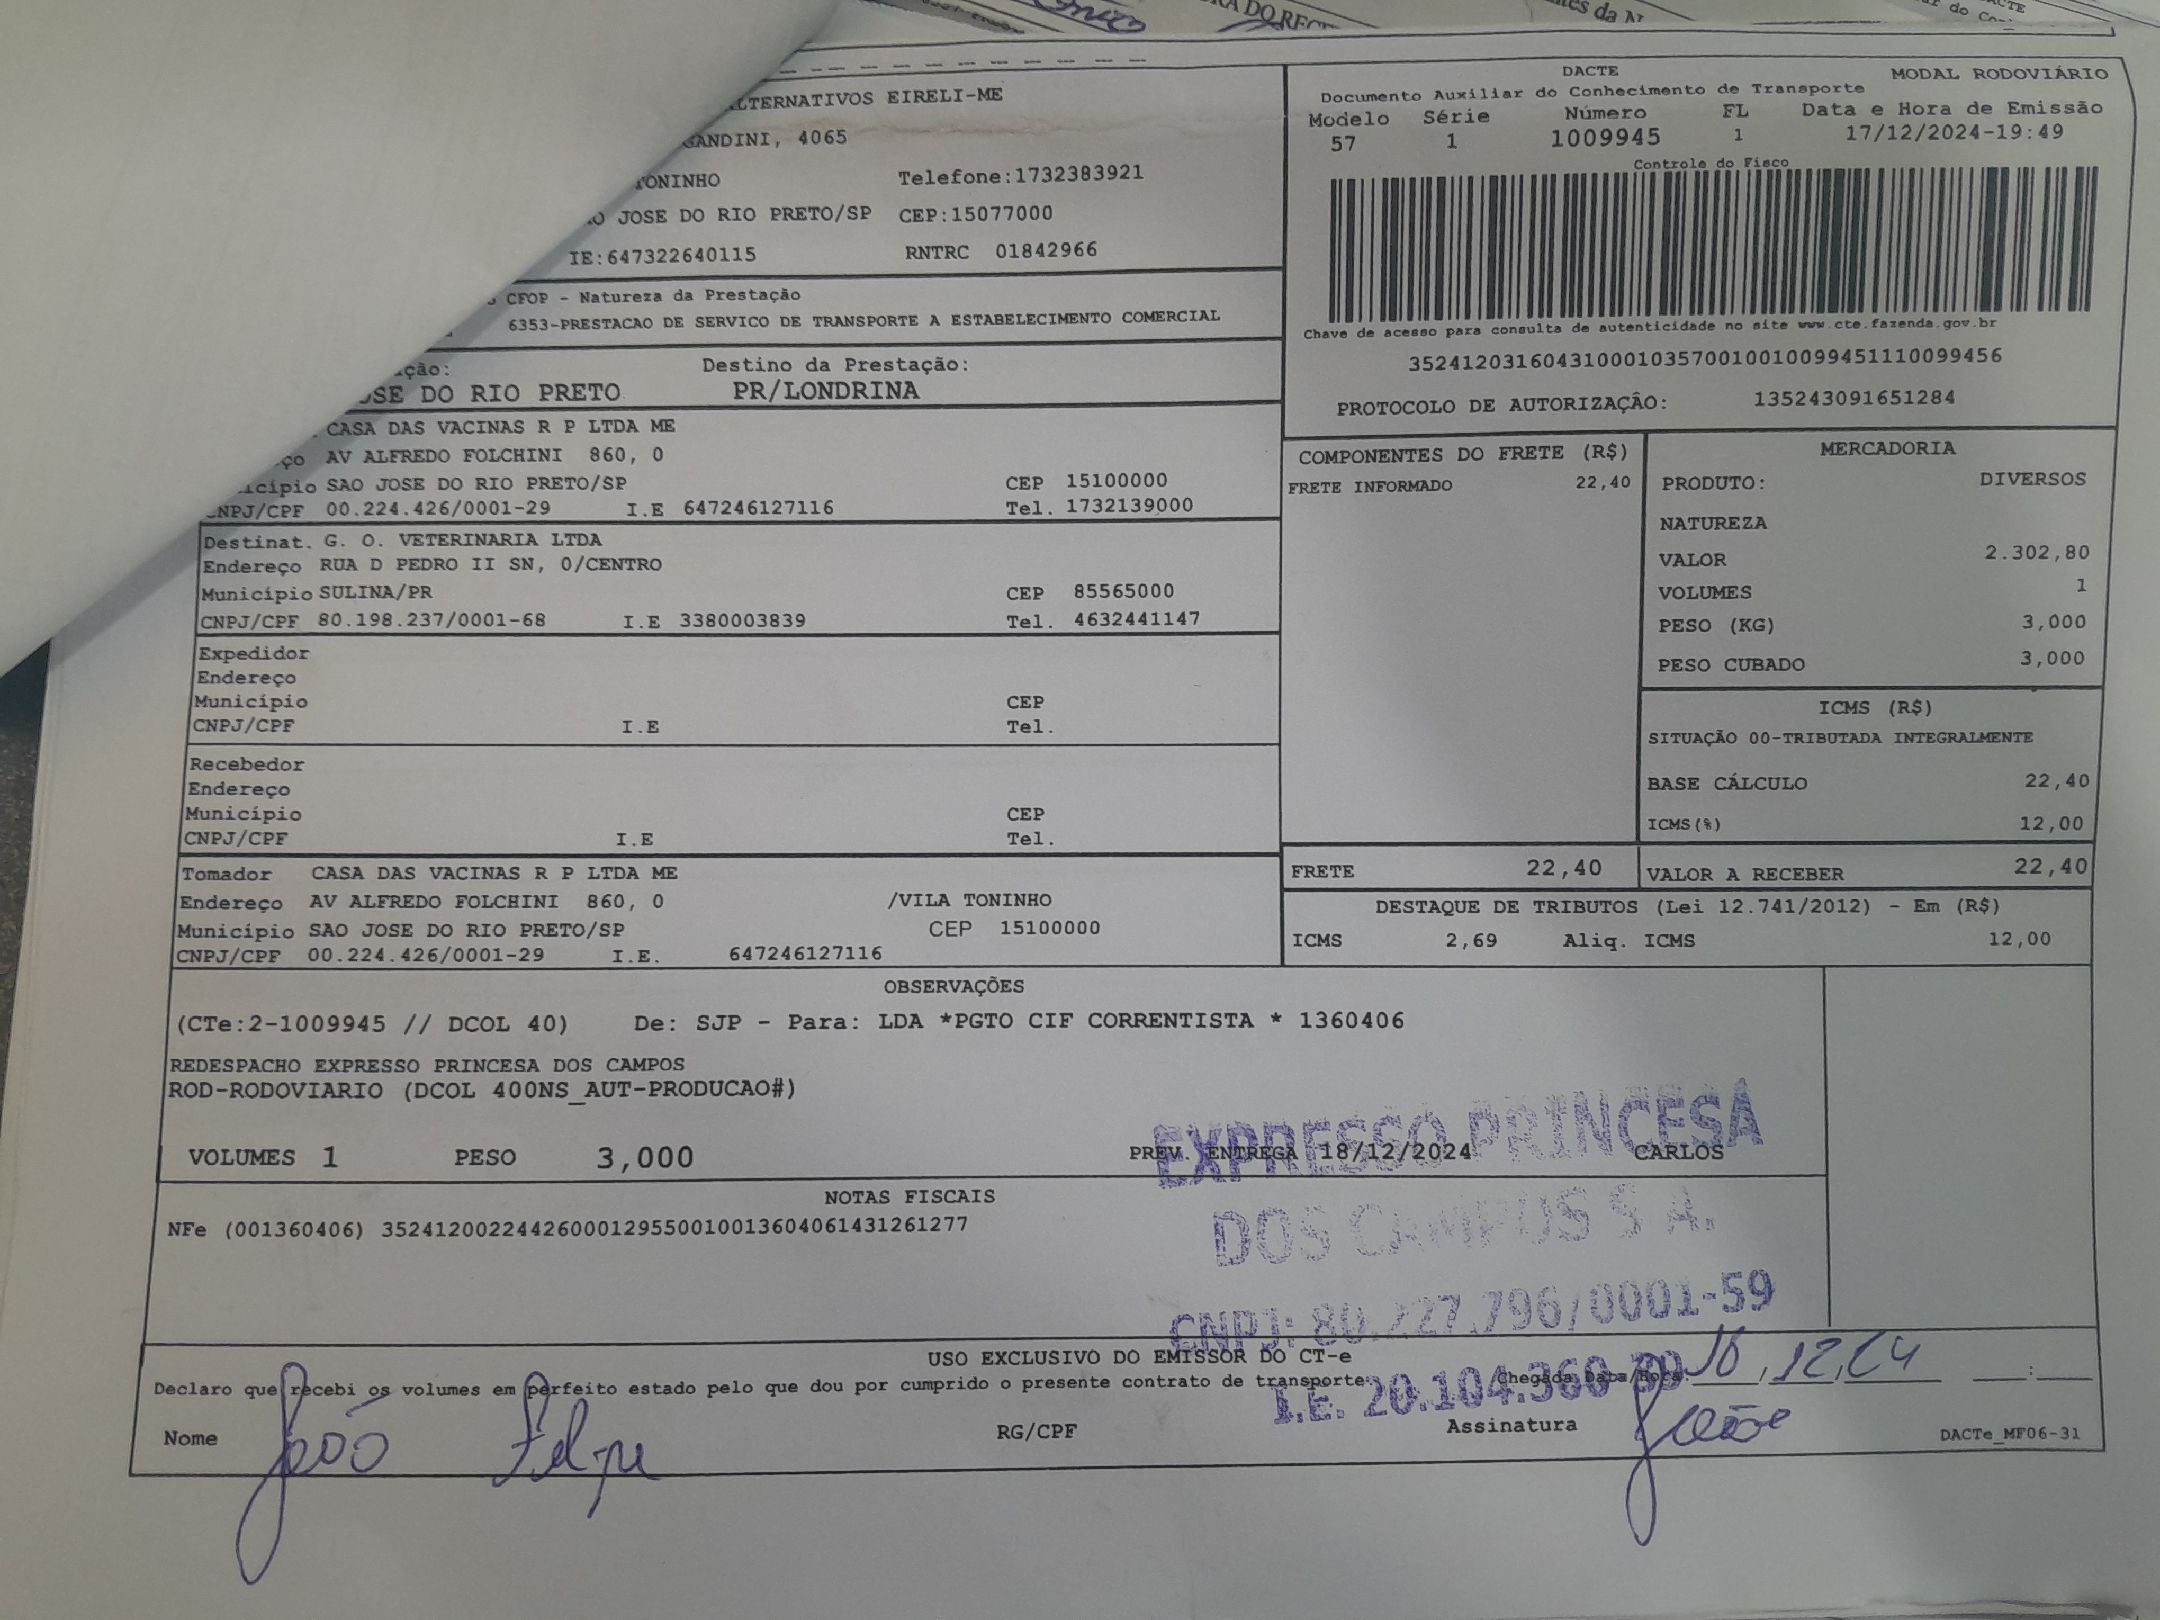 DACTE MODAL RODOVIÁRIO
Documento Auxiliar do Conhecimento de Transporte
Modelo Série Número FL Data e Hora de Emissão
57 1 1009945 1 17/12/2024-19:49
Controle do Fisco
Chave de acesso para consulta de autenticidade no site www.cte.fazenda.gov.br
35241203160431000103570010010099451110099456
PROTOCOLO DE AUTORIZAÇÃO: 135243091651284
ALTERNATIVOS EIRELI-ME
GANDINI, 4065
TONINHO Telefone:1732383921
JOSE DO RIO PRETO/SP CEP:15077000
IE:647322640115 RNTRC 01842966
CFOP - Natureza da Prestação
6353-PRESTACAO DE SERVICO DE TRANSPORTE A ESTABELECIMENTO COMERCIAL
Destino da Prestação:
DO RIO PRETO PR/LONDRINA
CASA DAS VACINAS R P LTDA ME
AV ALFREDO FOLCHINI 860, 0
SAO JOSE DO RIO PRETO/SP CEP 15100000
CNPJ/CPF 00.224.426/0001-29 I.E 647246127116 Tel. 1732139000
Destinat. G. O. VETERINARIA LTDA
Endereço RUA D PEDRO II SN, 0/CENTRO
Município SULINA/PR CEP 85565000
CNPJ/CPF 80.198.237/0001-68 I.E 3380003839 Tel. 4632441147
Expedidor
Endereço
Município CEP
CNPJ/CPF I.E Tel.
Recebedor
Endereço
Município CEP
CNPJ/CPF I.E Tel.
Tomador CASA DAS VACINAS R P LTDA ME
Endereço AV ALFREDO FOLCHINI 860, 0 /VILA TONINHO
Município SAO JOSE DO RIO PRETO/SP CEP 15100000
CNPJ/CPF 00.224.426/0001-29 I.E. 647246127116
COMPONENTES DO FRETE (R$)
FRETE INFORMADO 22,40
MERCADORIA
PRODUTO: DIVERSOS
NATUREZA
VALOR 2.302,80
VOLUMES 1
PESO (KG) 3,000
PESO CUBADO 3,000
ICMS (R$)
SITUAÇÃO 00-TRIBUTADA INTEGRALMENTE
BASE CÁLCULO 22,40
ICMS(%) 12,00
FRETE 22,40 VALOR A RECEBER 22,40
DESTAQUE DE TRIBUTOS (Lei 12.741/2012) - Em (R$)
ICMS 2,69 Aliq. ICMS 12,00
OBSERVAÇÕES
(CTe:2-1009945 // DCOL 40) De: SJP - Para: LDA *PGTO CIF CORRENTISTA * 1360406
REDESPACHO EXPRESSO PRINCESA DOS CAMPOS
ROD-RODOVIARIO (DCOL 400NS_AUT-PRODUCAO#)
VOLUMES 1 PESO 3,000 PREV. ENTREGA 18/12/2024 CARLOS
EXPRESSO PRINCESA
DOS CAMPOS S A.
CNPJ: 80.227.796/0001-59
I.E. 20.104.360-99
NOTAS FISCAIS
NFe (001360406) 35241200224426000129550010013604061431261277
USO EXCLUSIVO DO EMISSOR DO CT-e
Declaro que recebi os volumes em perfeito estado pelo que dou por cumprido o presente contrato de transporte. Chegada Data/Hora: .12.24 :
Nome João Felipe RG/CPF Assinatura João DACTe_MF06-31